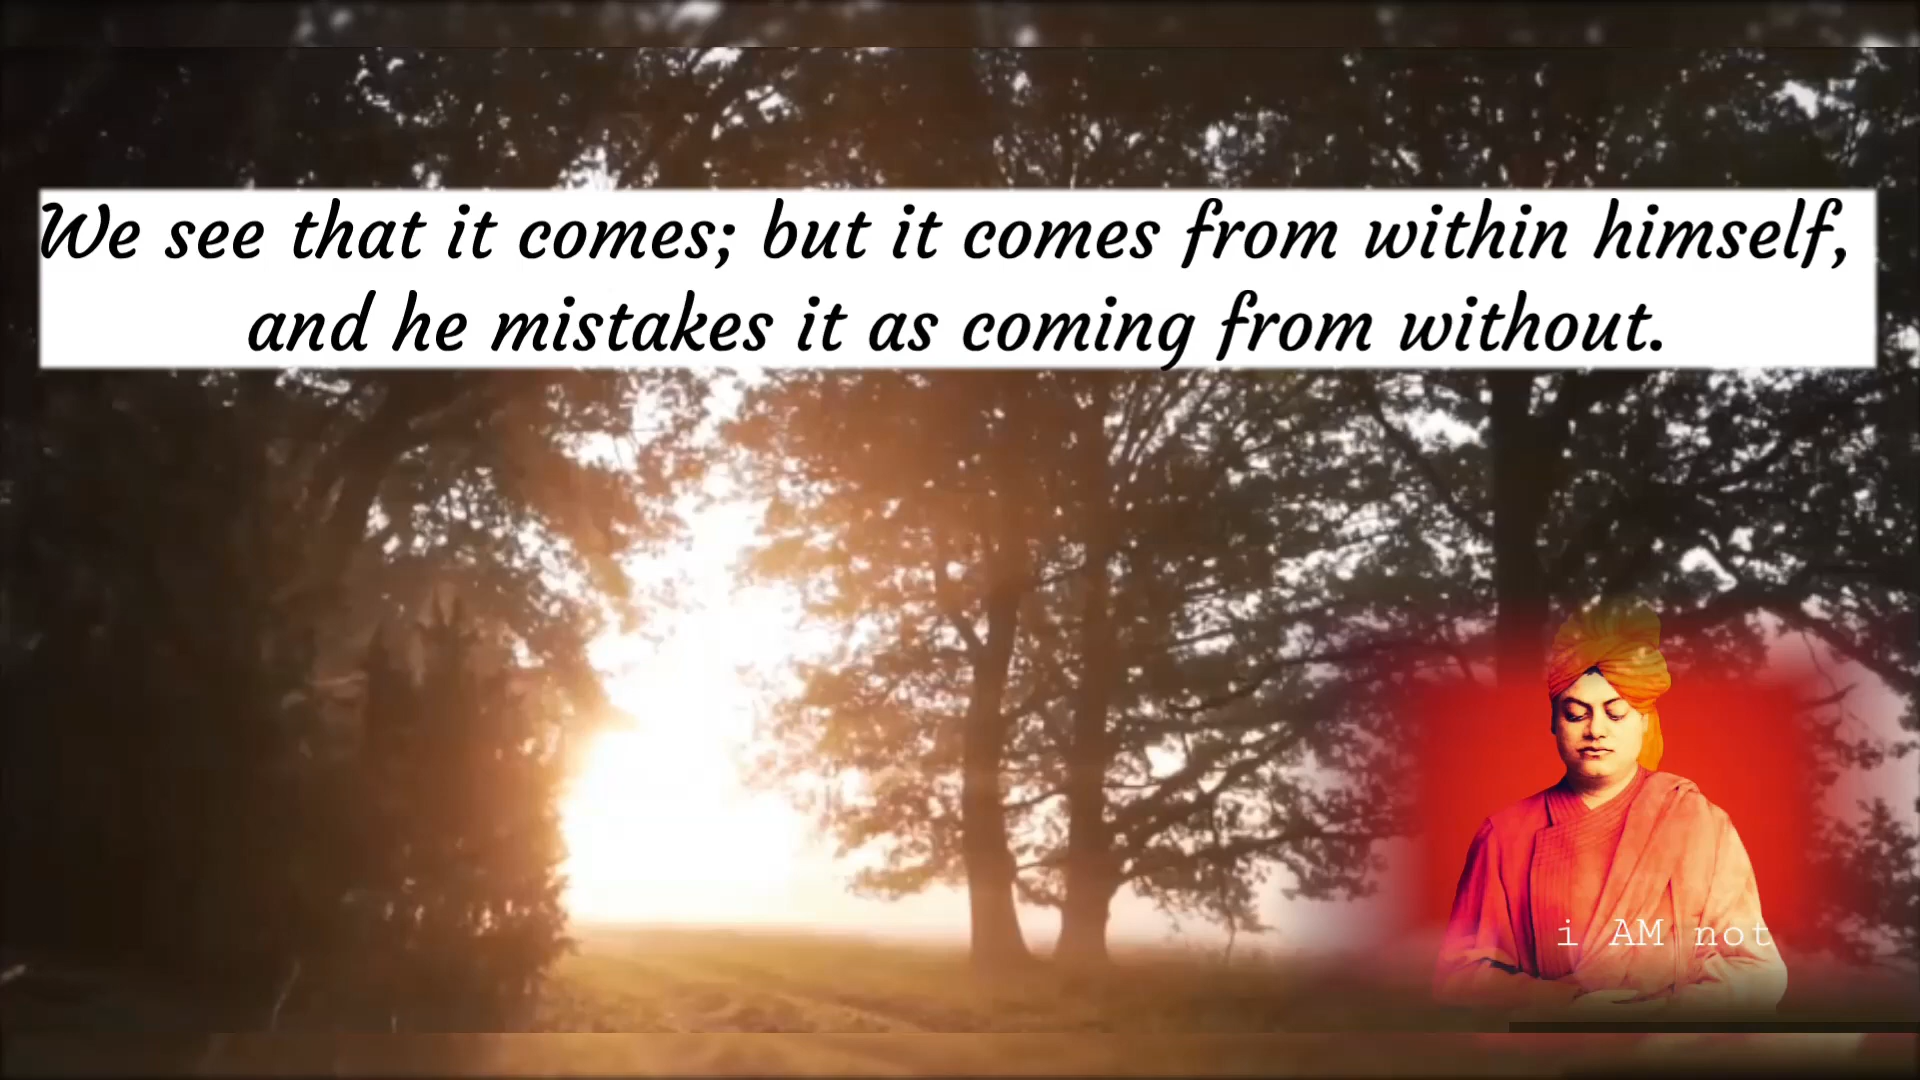 We see that it comes; but it comes from within himself,
and he mistakes it as coming from without.
i AM not